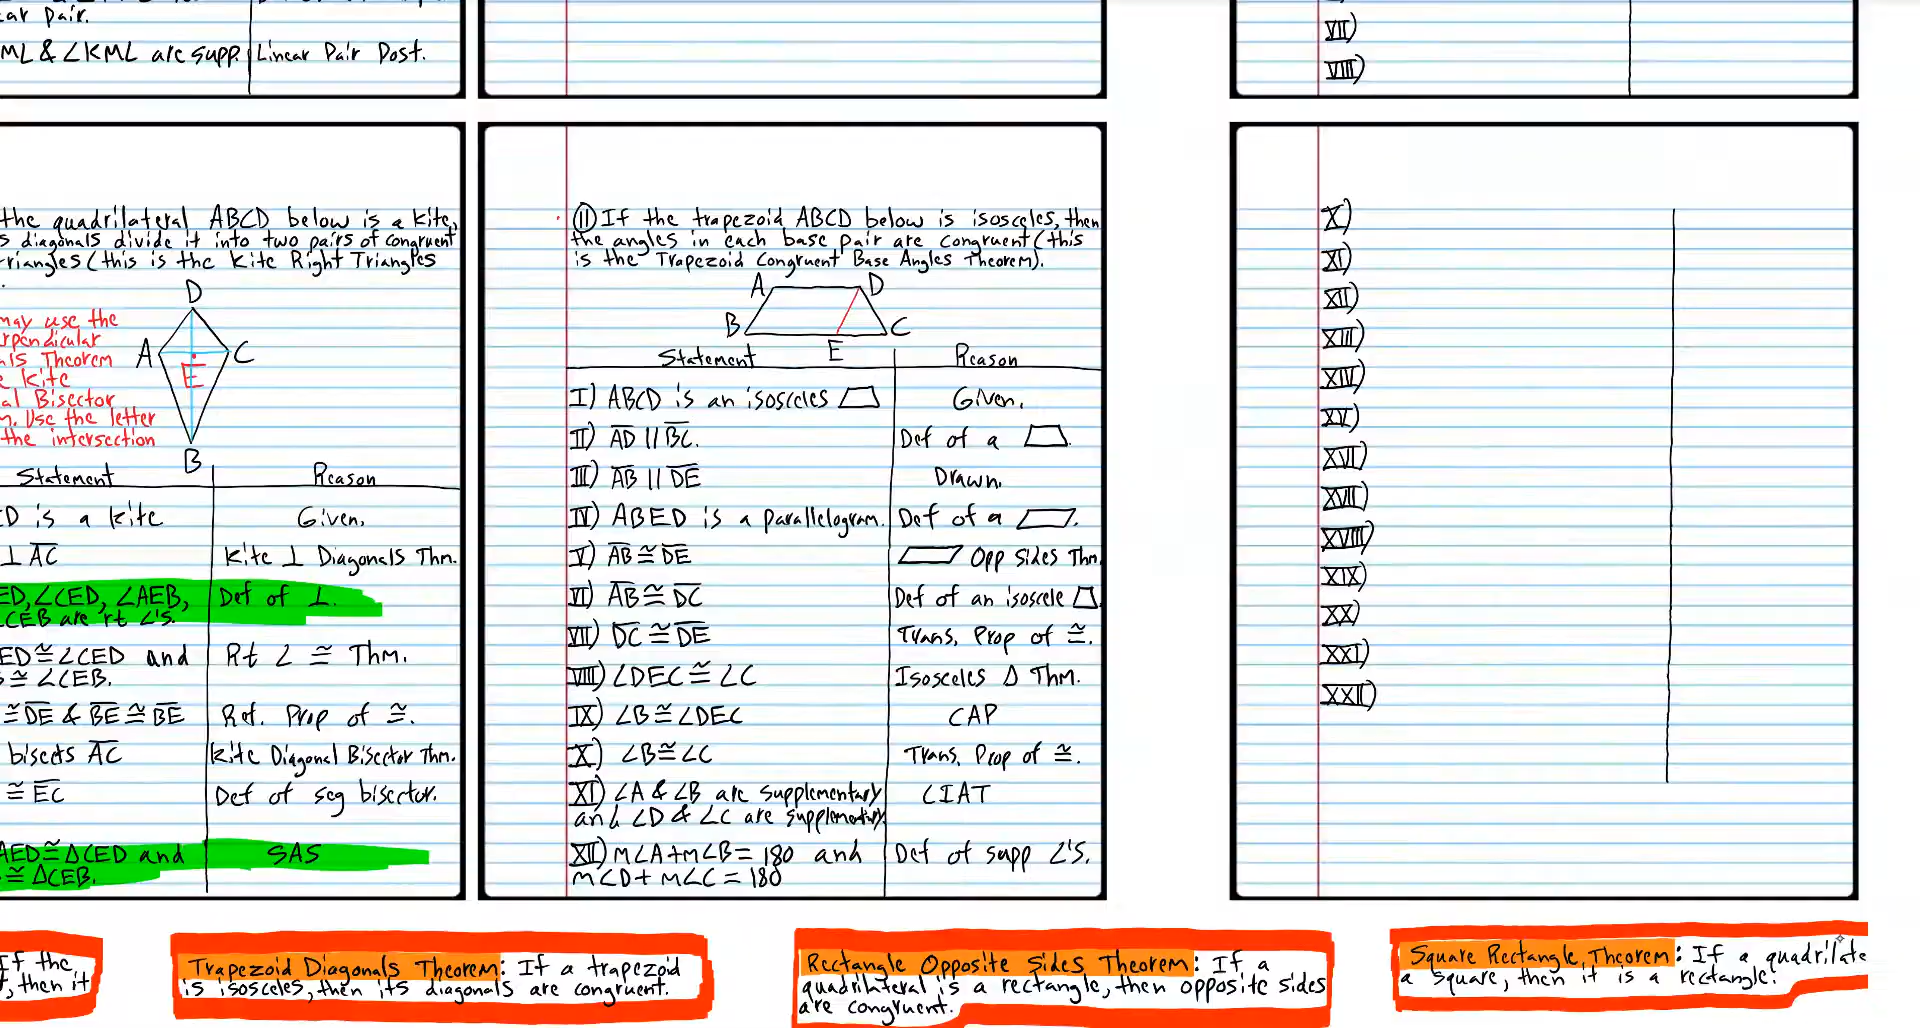 ear pair.
ML & ∠KML are supp. Linear Pair Post.
VII)
VIII)
the quadrilateral ABCD below is a kite,
s diagonals divide it into two pairs of congruent
riangles (this is the Kite Right Triangles
D
may use the
rpendicular
als Theorem
e Kite
al Bisector
m. Use the letter
the intersection
A
C
E
B
Statement Reason
D is a kite Given.
⊥ AC Kite ⊥ Diagonals Thm.
ED, ∠CED, ∠AEB, Def of ⊥.
∠CEB are rt ∠'s.
ED ≅ ∠CED and Rt ∠ ≅ Thm.
≅ ∠CEB.
≅ DE & BE ≅ BE Ref. Prop of ≅.
bisects AC Kite Diagonal Bisector Thm.
≅ EC Def of seg bisector.
AED ≅ ΔCED and SAS
≅ ΔCEB.
11) If the trapezoid ABCD below is isosceles, then
the angles in each base pair are congruent (this
is the Trapezoid Congruent Base Angles Theorem).
A D
B C
E
Statement Reason
I) ABCD is an isosceles Given.
II) AD || BC. Def of a
III) AB || DE Drawn.
IV) ABED is a parallelogram. Def of a
V) AB ≅ DE Opp Sides Thm
VI) AB ≅ DC Def of an isoscele
VII) DC ≅ DE Trans. Prop of ≅.
VIII) ∠DEC ≅ ∠C Isosceles Δ Thm.
IX) ∠B ≅ ∠DEC CAP
X) ∠B ≅ ∠C Trans. Prop of ≅.
XI) ∠A & ∠B are supplementary CIAT
and ∠D & ∠C are supplementary.
XII) m∠A + m∠B = 180 and Def of supp ∠'s.
m∠D + m∠C = 180
X)
XI)
XII)
XIII)
XIV)
XV)
XVI)
XVII)
XVIII)
XIX)
XX)
XXI)
XXII)
If the
, then it
Trapezoid Diagonals Theorem: If a trapezoid
is isosceles, then its diagonals are congruent.
Rectangle Opposite Sides Theorem: If a
quadrilateral is a rectangle, then opposite sides
are congruent.
Square Rectangle Theorem: If a quadrilate
a square, then it is a rectangle.